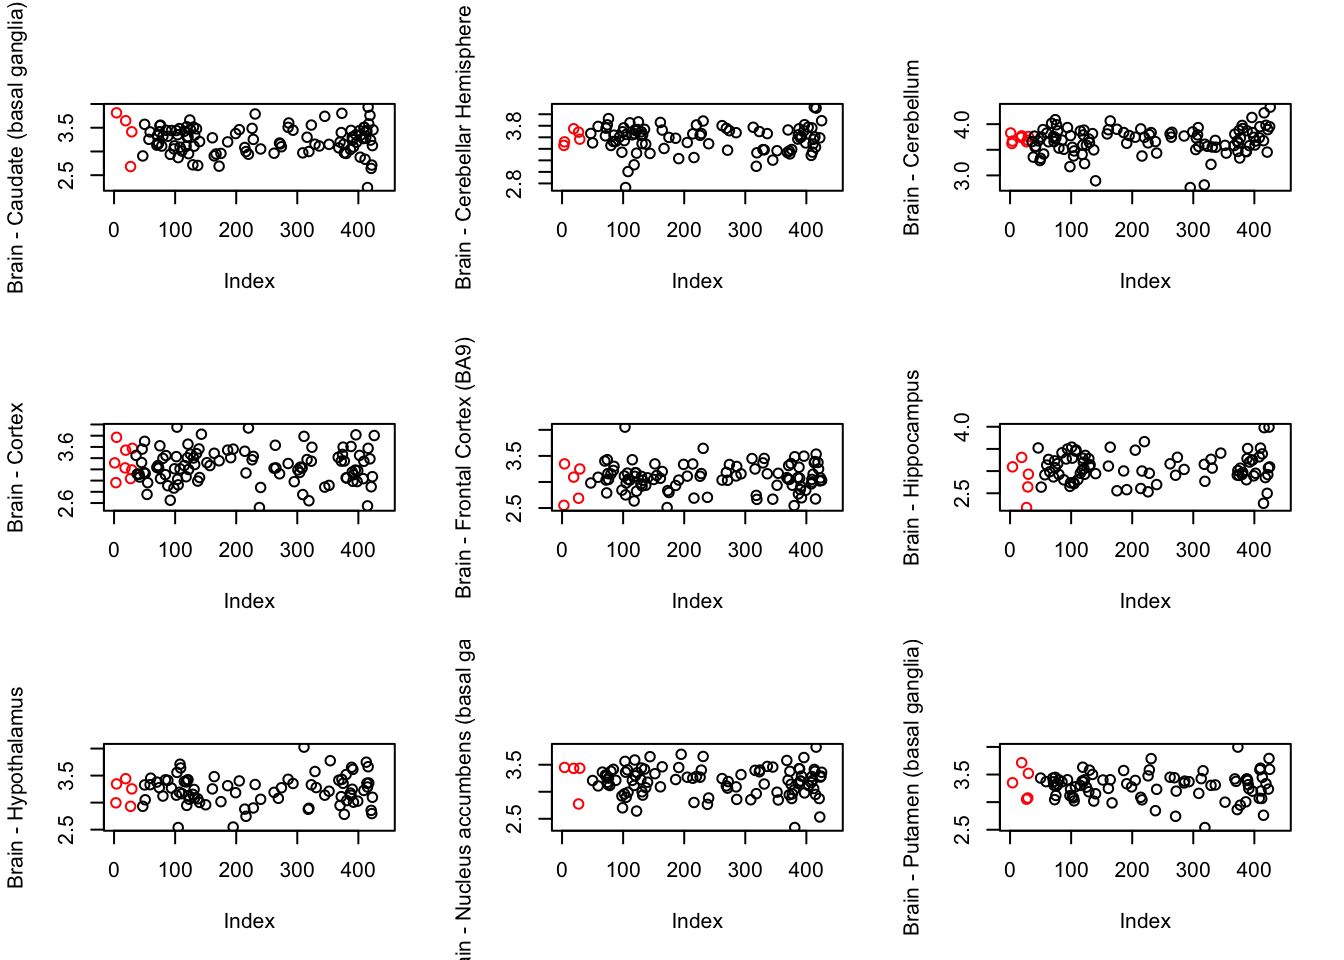 Brain - Caudate (basal ganglia)
2.5 3.5
0 100 200 300 400
Index
Brain - Cerebellar Hemisphere
2.8 3.8
0 100 200 300 400
Index
Brain - Cerebellum
3.0 4.0
0 100 200 300 400
Index
Brain - Cortex
2.6 3.6
0 100 200 300 400
Index
Brain - Frontal Cortex (BA9)
2.5 3.5
0 100 200 300 400
Index
Brain - Hippocampus
2.5 4.0
0 100 200 300 400
Index
Brain - Hypothalamus
2.5 3.5
0 100 200 300 400
Index
ain - Nucleus accumbens (basal ga
2.5 3.5
0 100 200 300 400
Index
Brain - Putamen (basal ganglia)
2.5 3.5
0 100 200 300 400
Index